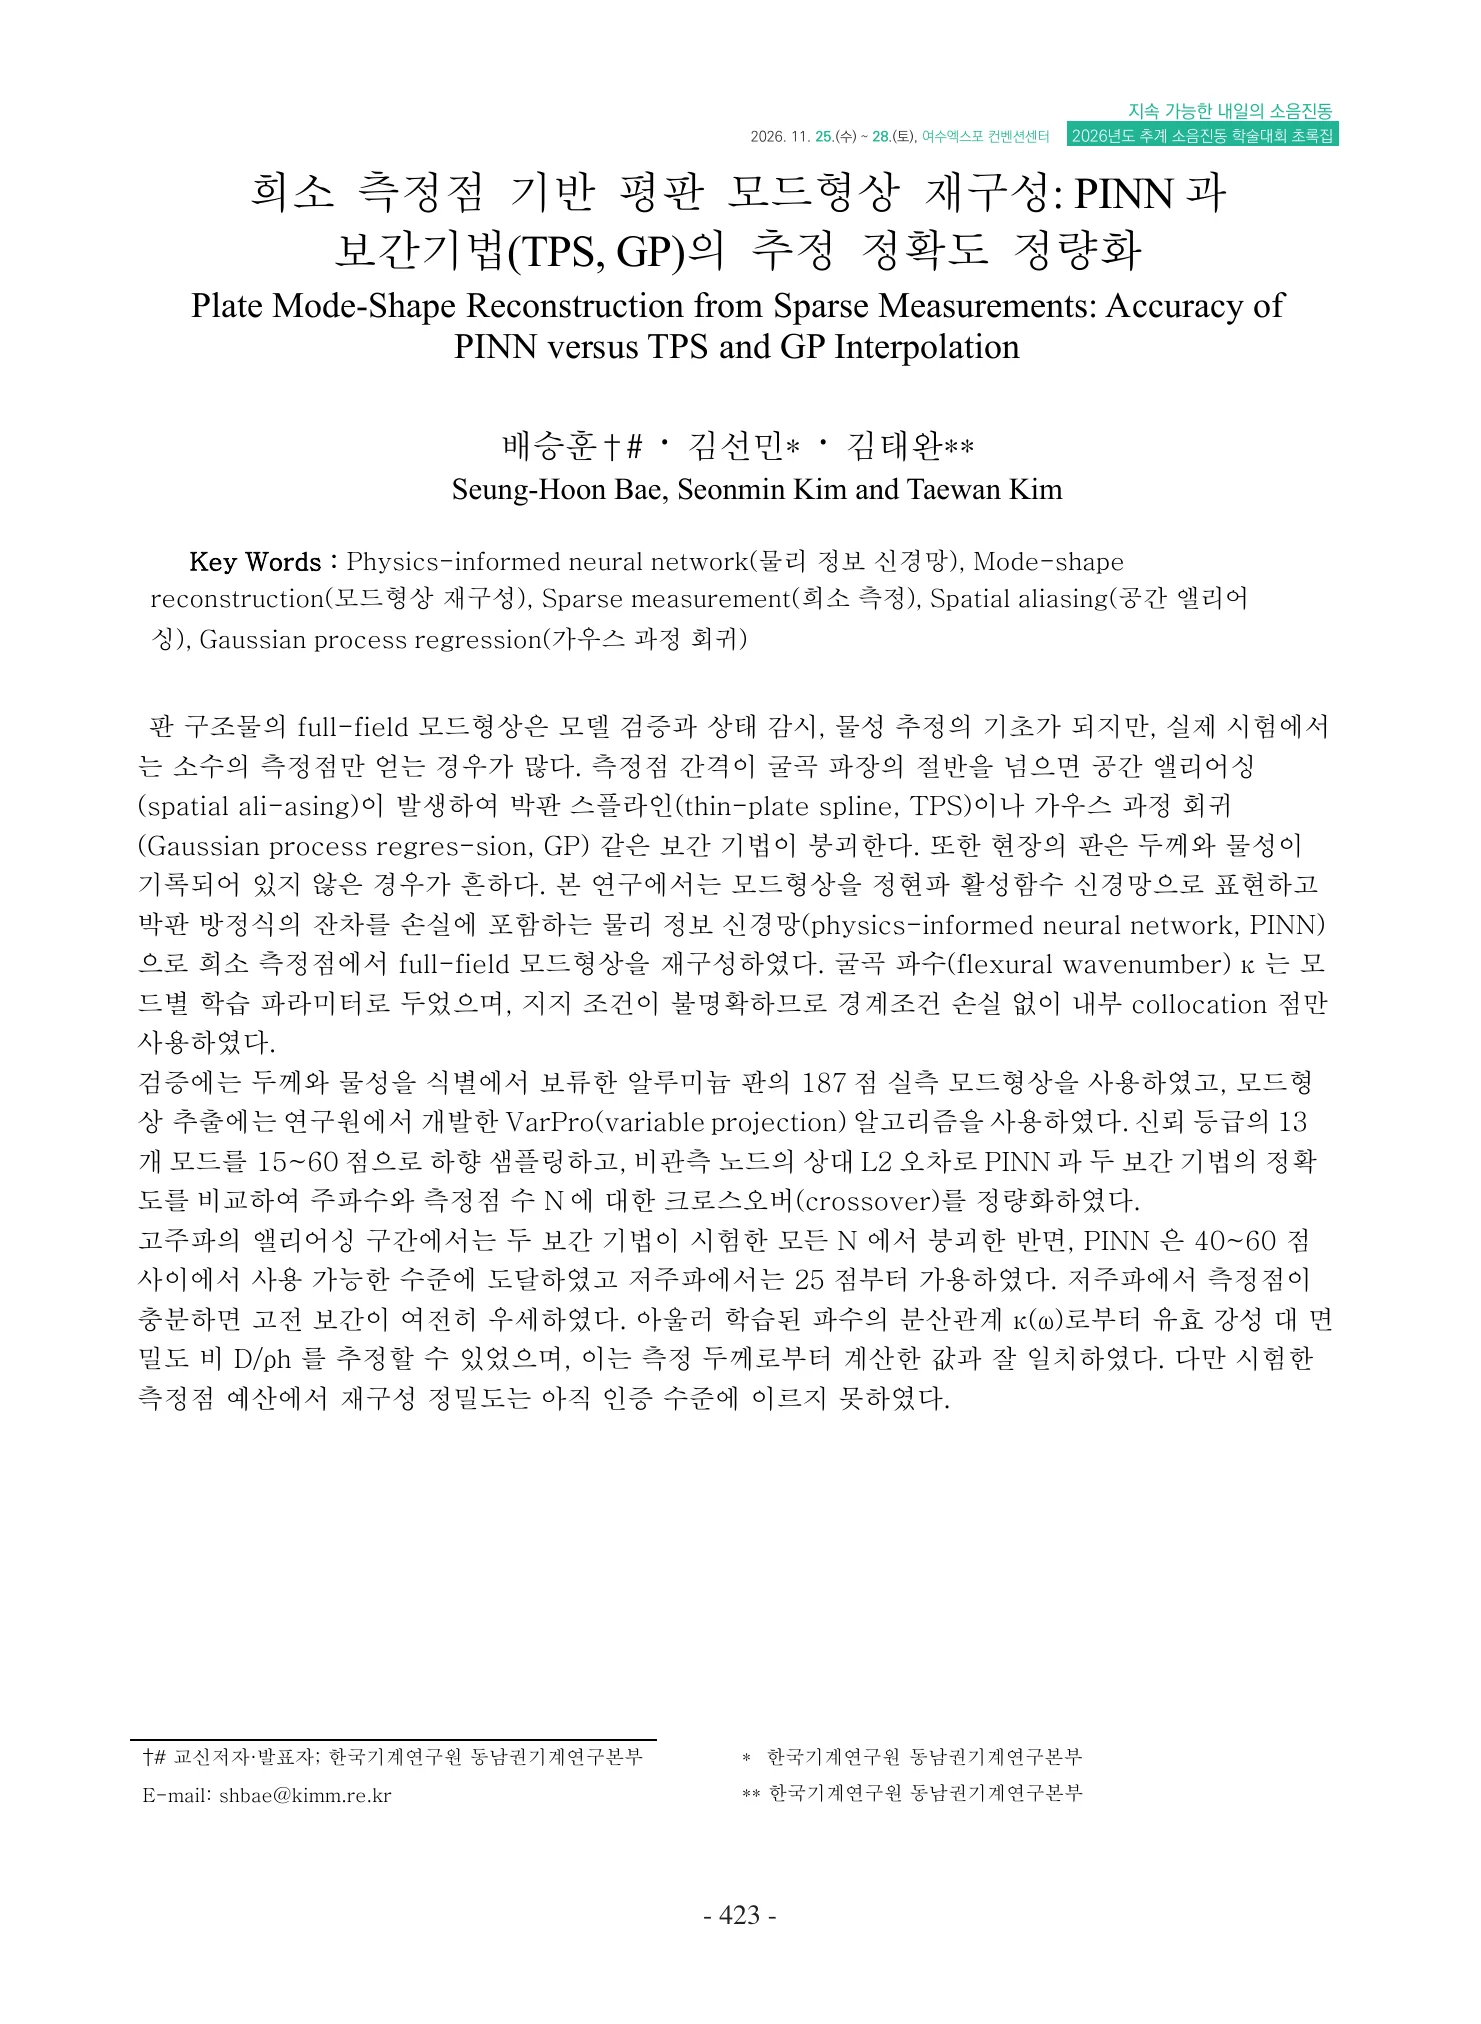 지속 가능한 내일의 소음진동
2026. 11. 25.(수) ~ 28.(토), 여수엑스포 컨벤션센터 2026년도 추계 소음진동 학술대회 초록집
희소 측정점 기반 평판 모드형상 재구성: PINN 과
보간기법(TPS, GP)의 추정 정확도 정량화
Plate Mode-Shape Reconstruction from Sparse Measurements: Accuracy of
PINN versus TPS and GP Interpolation
배승훈†# · 김선민* · 김태완**
Seung-Hoon Bae, Seonmin Kim and Taewan Kim
Key Words : Physics-informed neural network(물리 정보 신경망), Mode-shape
reconstruction(모드형상 재구성), Sparse measurement(희소 측정), Spatial aliasing(공간 앨리어
싱), Gaussian process regression(가우스 과정 회귀)
판 구조물의 full-field 모드형상은 모델 검증과 상태 감시, 물성 추정의 기초가 되지만, 실제 시험에서
는 소수의 측정점만 얻는 경우가 많다. 측정점 간격이 굴곡 파장의 절반을 넘으면 공간 앨리어싱
(spatial ali-asing)이 발생하여 박판 스플라인(thin-plate spline, TPS)이나 가우스 과정 회귀
(Gaussian process regres-sion, GP) 같은 보간 기법이 붕괴한다. 또한 현장의 판은 두께와 물성이
기록되어 있지 않은 경우가 흔하다. 본 연구에서는 모드형상을 정현파 활성함수 신경망으로 표현하고
박판 방정식의 잔차를 손실에 포함하는 물리 정보 신경망(physics-informed neural network, PINN)
으로 희소 측정점에서 full-field 모드형상을 재구성하였다. 굴곡 파수(flexural wavenumber) κ 는 모
드별 학습 파라미터로 두었으며, 지지 조건이 불명확하므로 경계조건 손실 없이 내부 collocation 점만
사용하였다.
검증에는 두께와 물성을 식별에서 보류한 알루미늄 판의 187 점 실측 모드형상을 사용하였고, 모드형
상 추출에는 연구원에서 개발한 VarPro(variable projection) 알고리즘을 사용하였다. 신뢰 등급의 13
개 모드를 15~60 점으로 하향 샘플링하고, 비관측 노드의 상대 L2 오차로 PINN 과 두 보간 기법의 정확
도를 비교하여 주파수와 측정점 수 N 에 대한 크로스오버(crossover)를 정량화하였다.
고주파의 앨리어싱 구간에서는 두 보간 기법이 시험한 모든 N 에서 붕괴한 반면, PINN 은 40~60 점
사이에서 사용 가능한 수준에 도달하였고 저주파에서는 25 점부터 가용하였다. 저주파에서 측정점이
충분하면 고전 보간이 여전히 우세하였다. 아울러 학습된 파수의 분산관계 κ(ω)로부터 유효 강성 대 면
밀도 비 D/ρh 를 추정할 수 있었으며, 이는 측정 두께로부터 계산한 값과 잘 일치하였다. 다만 시험한
측정점 예산에서 재구성 정밀도는 아직 인증 수준에 이르지 못하였다.
†# 교신저자·발표자; 한국기계연구원 동남권기계연구본부
E-mail: shbae@kimm.re.kr
* 한국기계연구원 동남권기계연구본부
** 한국기계연구원 동남권기계연구본부
- 423 -